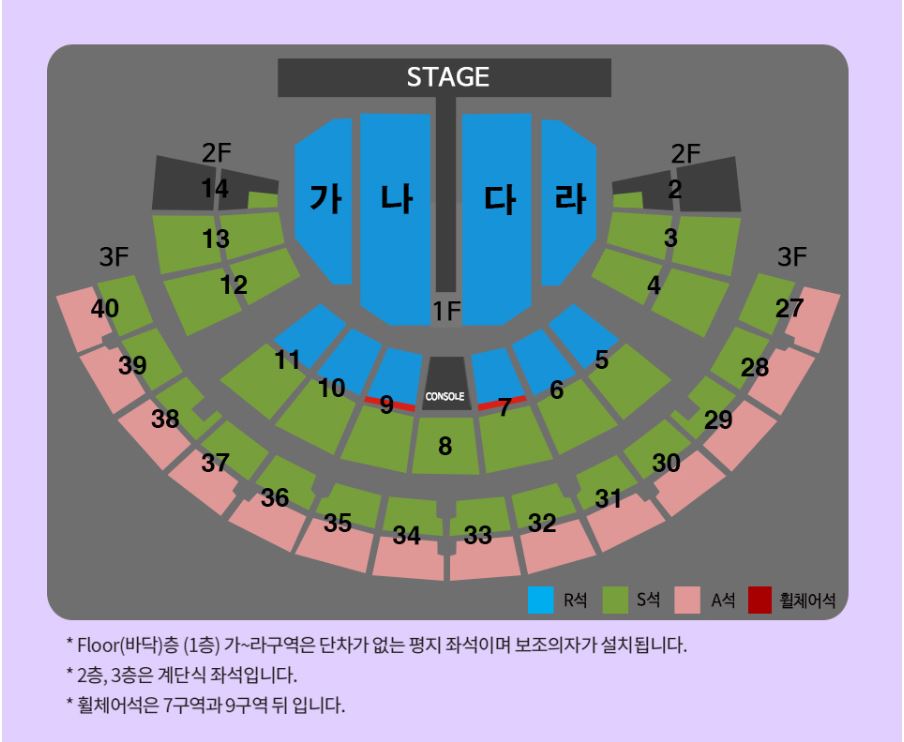 STAGE
2F
2F
14
2
가
나
다
라
13
3
3F
3F
12
4
1F
40
27
11
5
39
28
10
6
CONSOLE
9
7
38
29
8
37
30
36
31
35
32
34
33
R석
S석
A석
휠체어석
* Floor(바닥)층 (1층) 가~라구역은 단차가 없는 평지 좌석이며 보조의자가 설치됩니다.
* 2층, 3층은 계단식 좌석입니다.
* 휠체어석은 7구역과 9구역 뒤 입니다.